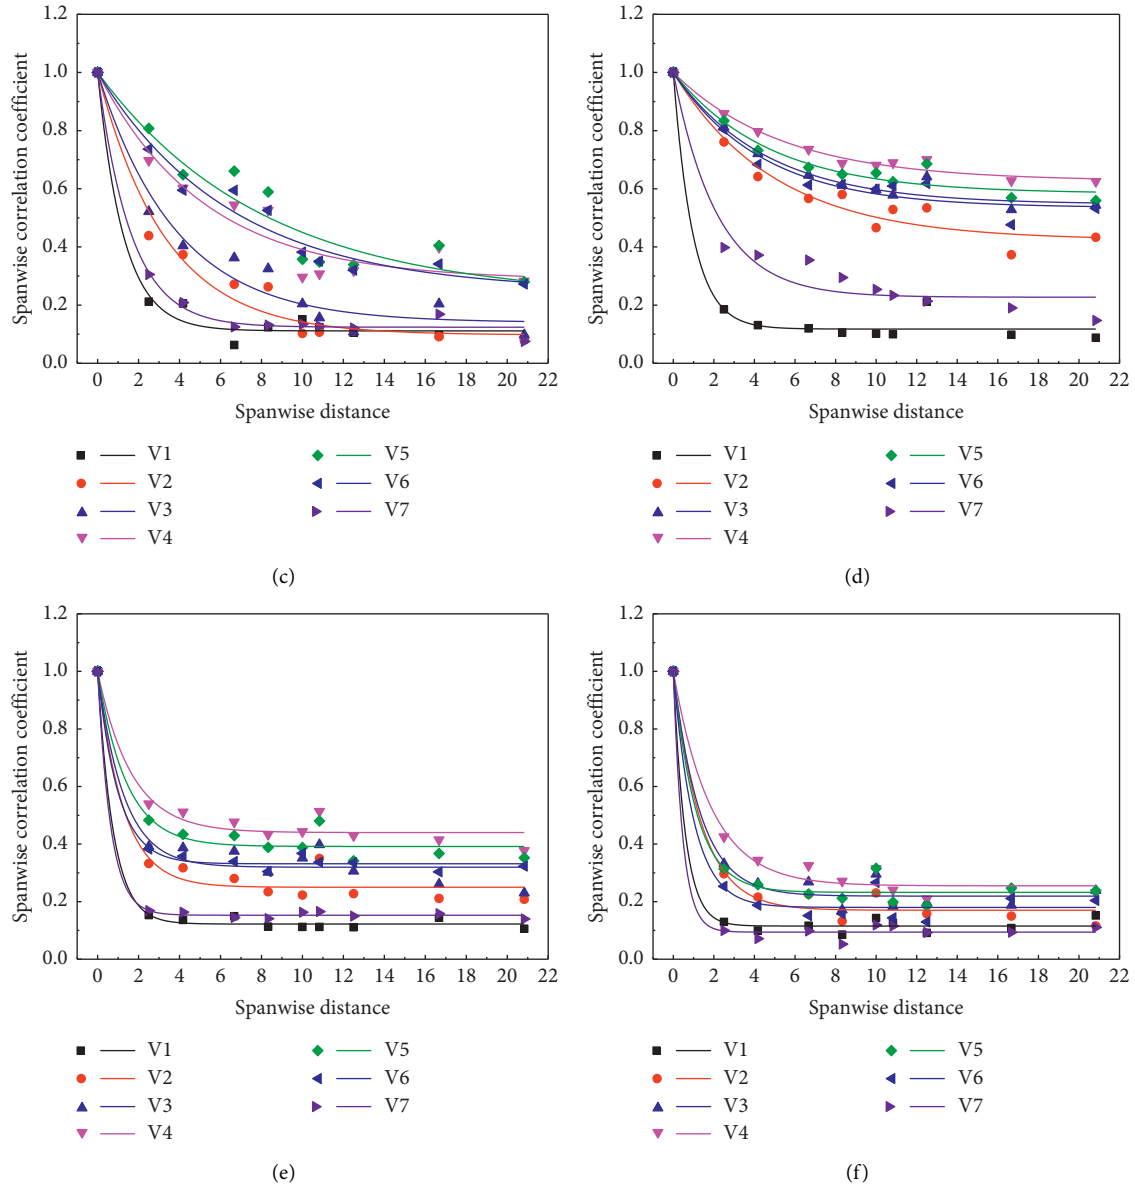 1.2
1.0
0.8
0.6
0.4
0.2
0.0
Spanwise correlation coefficient
0 2 4 6 8 10 12 14 16 18 20 22
Spanwise distance
V1
V2
V3
V4
V5
V6
V7
(c)
1.2
1.0
0.8
0.6
0.4
0.2
0.0
Spanwise correlation coefficient
0 2 4 6 8 10 12 14 16 18 20 22
Spanwise distance
V1
V2
V3
V4
V5
V6
V7
(d)
1.2
1.0
0.8
0.6
0.4
0.2
0.0
Spanwise correlation coefficient
0 2 4 6 8 10 12 14 16 18 20 22
Spanwise distance
V1
V2
V3
V4
V5
V6
V7
(e)
1.2
1.0
0.8
0.6
0.4
0.2
0.0
Spanwise correlation coefficient
0 2 4 6 8 10 12 14 16 18 20 22
Spanwise distance
V1
V2
V3
V4
V5
V6
V7
(f)